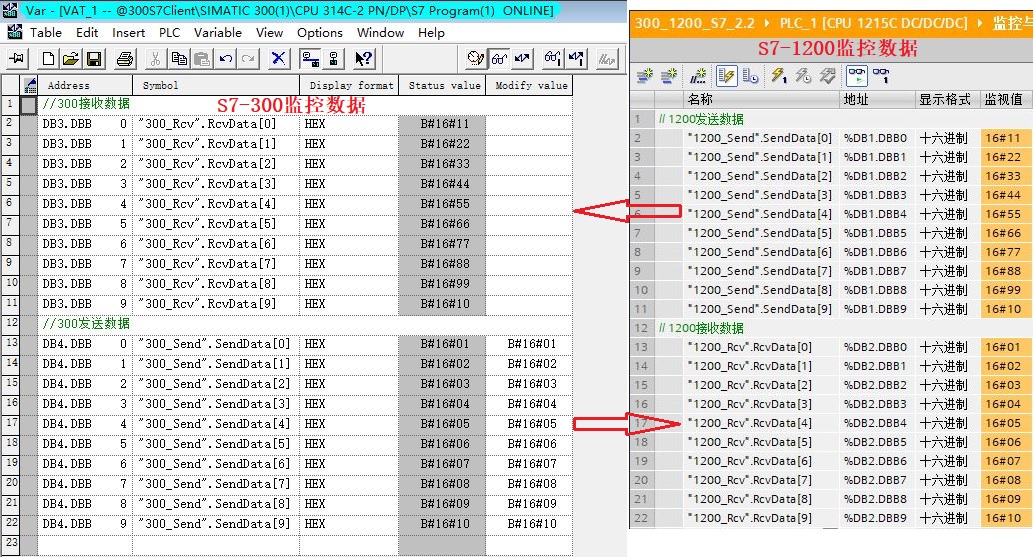 Var - [VAT_1 -- @300S7Client\SIMATIC 300(1)\CPU 314C-2 PN/DP\S7 Program(1) ONLINE]
Table Edit Insert PLC Variable View Options Window Help
Address Symbol Display format Status value Modify value
1 //300接收数据 S7-300监控数据
2 DB3.DBB 0 "300_Rcv".RcvData[0] HEX B#16#11
3 DB3.DBB 1 "300_Rcv".RcvData[1] HEX B#16#22
4 DB3.DBB 2 "300_Rcv".RcvData[2] HEX B#16#33
5 DB3.DBB 3 "300_Rcv".RcvData[3] HEX B#16#44
6 DB3.DBB 4 "300_Rcv".RcvData[4] HEX B#16#55
7 DB3.DBB 5 "300_Rcv".RcvData[5] HEX B#16#66
8 DB3.DBB 6 "300_Rcv".RcvData[6] HEX B#16#77
9 DB3.DBB 7 "300_Rcv".RcvData[7] HEX B#16#88
10 DB3.DBB 8 "300_Rcv".RcvData[8] HEX B#16#99
11 DB3.DBB 9 "300_Rcv".RcvData[9] HEX B#16#10
12 //300发送数据
13 DB4.DBB 0 "300_Send".SendData[0] HEX B#16#01 B#16#01
14 DB4.DBB 1 "300_Send".SendData[1] HEX B#16#02 B#16#02
15 DB4.DBB 2 "300_Send".SendData[2] HEX B#16#03 B#16#03
16 DB4.DBB 3 "300_Send".SendData[3] HEX B#16#04 B#16#04
17 DB4.DBB 4 "300_Send".SendData[4] HEX B#16#05 B#16#05
18 DB4.DBB 5 "300_Send".SendData[5] HEX B#16#06 B#16#06
19 DB4.DBB 6 "300_Send".SendData[6] HEX B#16#07 B#16#07
20 DB4.DBB 7 "300_Send".SendData[7] HEX B#16#08 B#16#08
21 DB4.DBB 8 "300_Send".SendData[8] HEX B#16#09 B#16#09
22 DB4.DBB 9 "300_Send".SendData[9] HEX B#16#10 B#16#10
23
300_1200_S7_2.2 PLC_1 [CPU 1215C DC/DC/DC] 监控与
S7-1200监控数据
名称 地址 显示格式 监视值
1 // 1200发送数据
2 "1200_Send".SendData[0] %DB1.DBB0 十六进制 16#11
3 "1200_Send".SendData[1] %DB1.DBB1 十六进制 16#22
4 "1200_Send".SendData[2] %DB1.DBB2 十六进制 16#33
5 "1200_Send".SendData[3] %DB1.DBB3 十六进制 16#44
6 "1200_Send".SendData[4] %DB1.DBB4 十六进制 16#55
7 "1200_Send".SendData[5] %DB1.DBB5 十六进制 16#66
8 "1200_Send".SendData[6] %DB1.DBB6 十六进制 16#77
9 "1200_Send".SendData[7] %DB1.DBB7 十六进制 16#88
10 "1200_Send".SendData[8] %DB1.DBB8 十六进制 16#99
11 "1200_Send".SendData[9] %DB1.DBB9 十六进制 16#10
12 // 1200接收数据
13 "1200_Rcv".RcvData[0] %DB2.DBB0 十六进制 16#01
14 "1200_Rcv".RcvData[1] %DB2.DBB1 十六进制 16#02
15 "1200_Rcv".RcvData[2] %DB2.DBB2 十六进制 16#03
16 "1200_Rcv".RcvData[3] %DB2.DBB3 十六进制 16#04
17 "1200_Rcv".RcvData[4] %DB2.DBB4 十六进制 16#05
18 "1200_Rcv".RcvData[5] %DB2.DBB5 十六进制 16#06
19 "1200_Rcv".RcvData[6] %DB2.DBB6 十六进制 16#07
20 "1200_Rcv".RcvData[7] %DB2.DBB7 十六进制 16#08
21 "1200_Rcv".RcvData[8] %DB2.DBB8 十六进制 16#09
22 "1200_Rcv".RcvData[9] %DB2.DBB9 十六进制 16#10